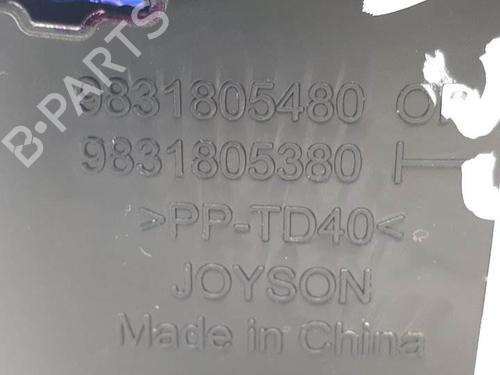 B-PARTS
9831805480
9831805380
>PP-TD40<
JOYSON
Made in China